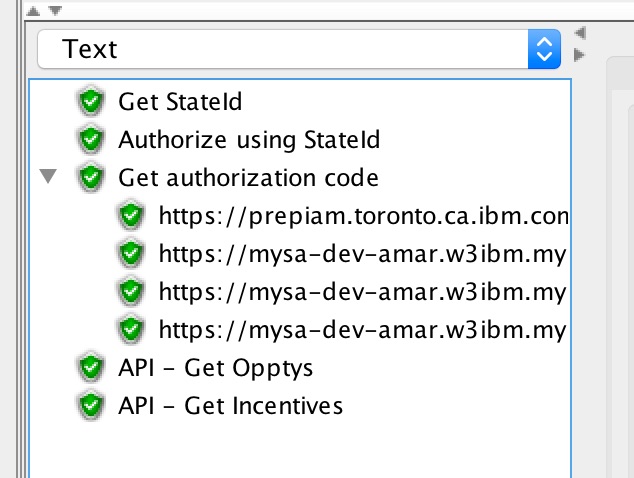 Text
Get StateId
Authorize using StateId
Get authorization code
https://prepiam.toronto.ca.ibm.com
https://mysa-dev-amar.w3ibm.my
https://mysa-dev-amar.w3ibm.my
https://mysa-dev-amar.w3ibm.my
API - Get Opptys
API - Get Incentives